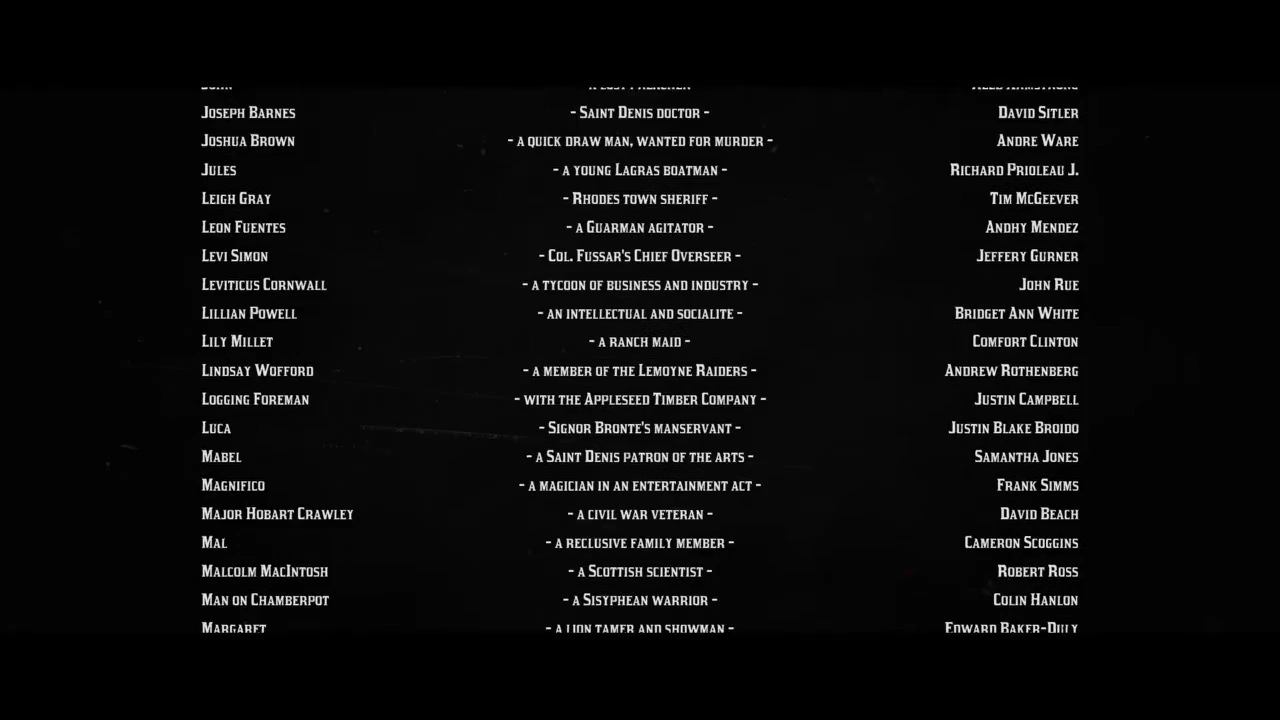 John - a lost preacher - Alec Armstrong
Joseph Barnes - Saint Denis doctor - David Sitler
Joshua Brown - a quick draw man, wanted for murder - Andre Ware
Jules - a young Lagras boatman - Richard Prioleau J.
Leigh Gray - Rhodes town sheriff - Tim McGeever
Leon Fuentes - a Guarman agitator - Andhy Mendez
Levi Simon - Col. Fussar's Chief Overseer - Jeffery Gurner
Leviticus Cornwall - a tycoon of business and industry - John Rue
Lillian Powell - an intellectual and socialite - Bridget Ann White
Lily Millet - a ranch maid - Comfort Clinton
Lindsay Wofford - a member of the Lemoyne Raiders - Andrew Rothenberg
Logging Foreman - with the Appleseed Timber Company - Justin Campbell
Luca - Signor Bronte's manservant - Justin Blake Broido
Mabel - a Saint Denis patron of the arts - Samantha Jones
Magnifico - a magician in an entertainment act - Frank Simms
Major Hobart Crawley - a civil war veteran - David Beach
Mal - a reclusive family member - Cameron Scoggins
Malcolm MacIntosh - a Scottish scientist - Robert Ross
Man on Chamberpot - a Sisyphean warrior - Colin Hanlon
Margaret - a lion tamer and showman - Edward Baker-Duly